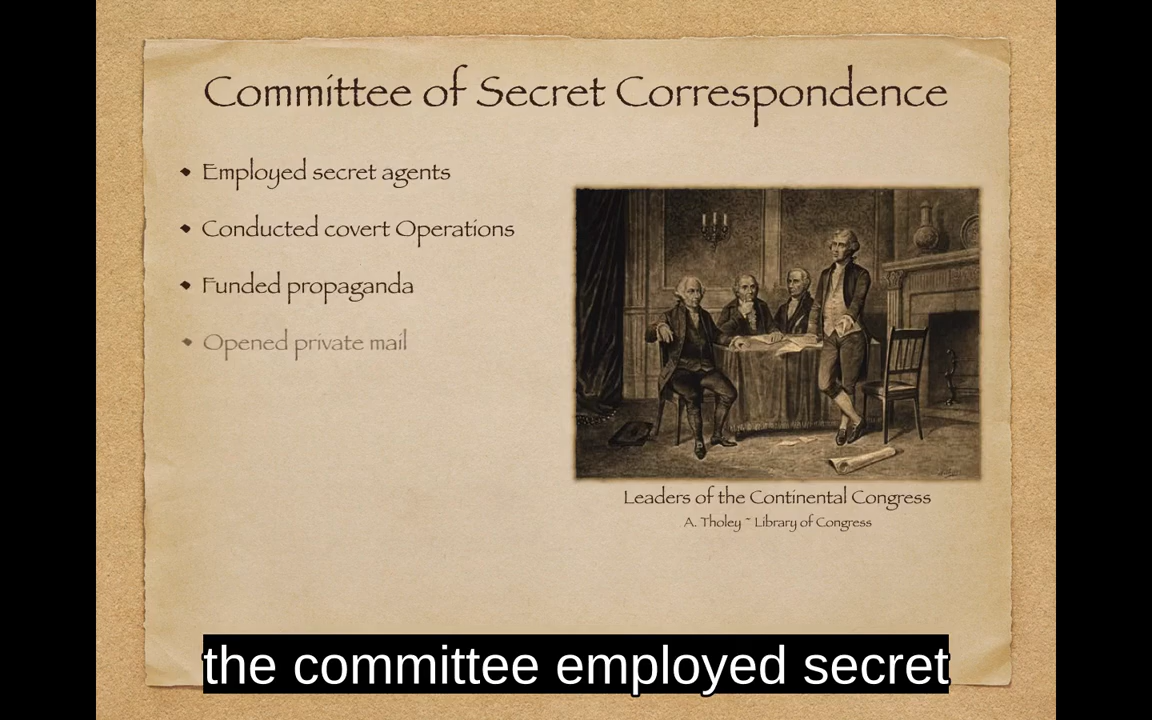 Committee of Secret Correspondence
• Employed secret agents
• Conducted covert Operations
• Funded propaganda
• Opened private mail
Leaders of the Continental Congress
A. Tholey ~ Library of Congress
the committee employed secret